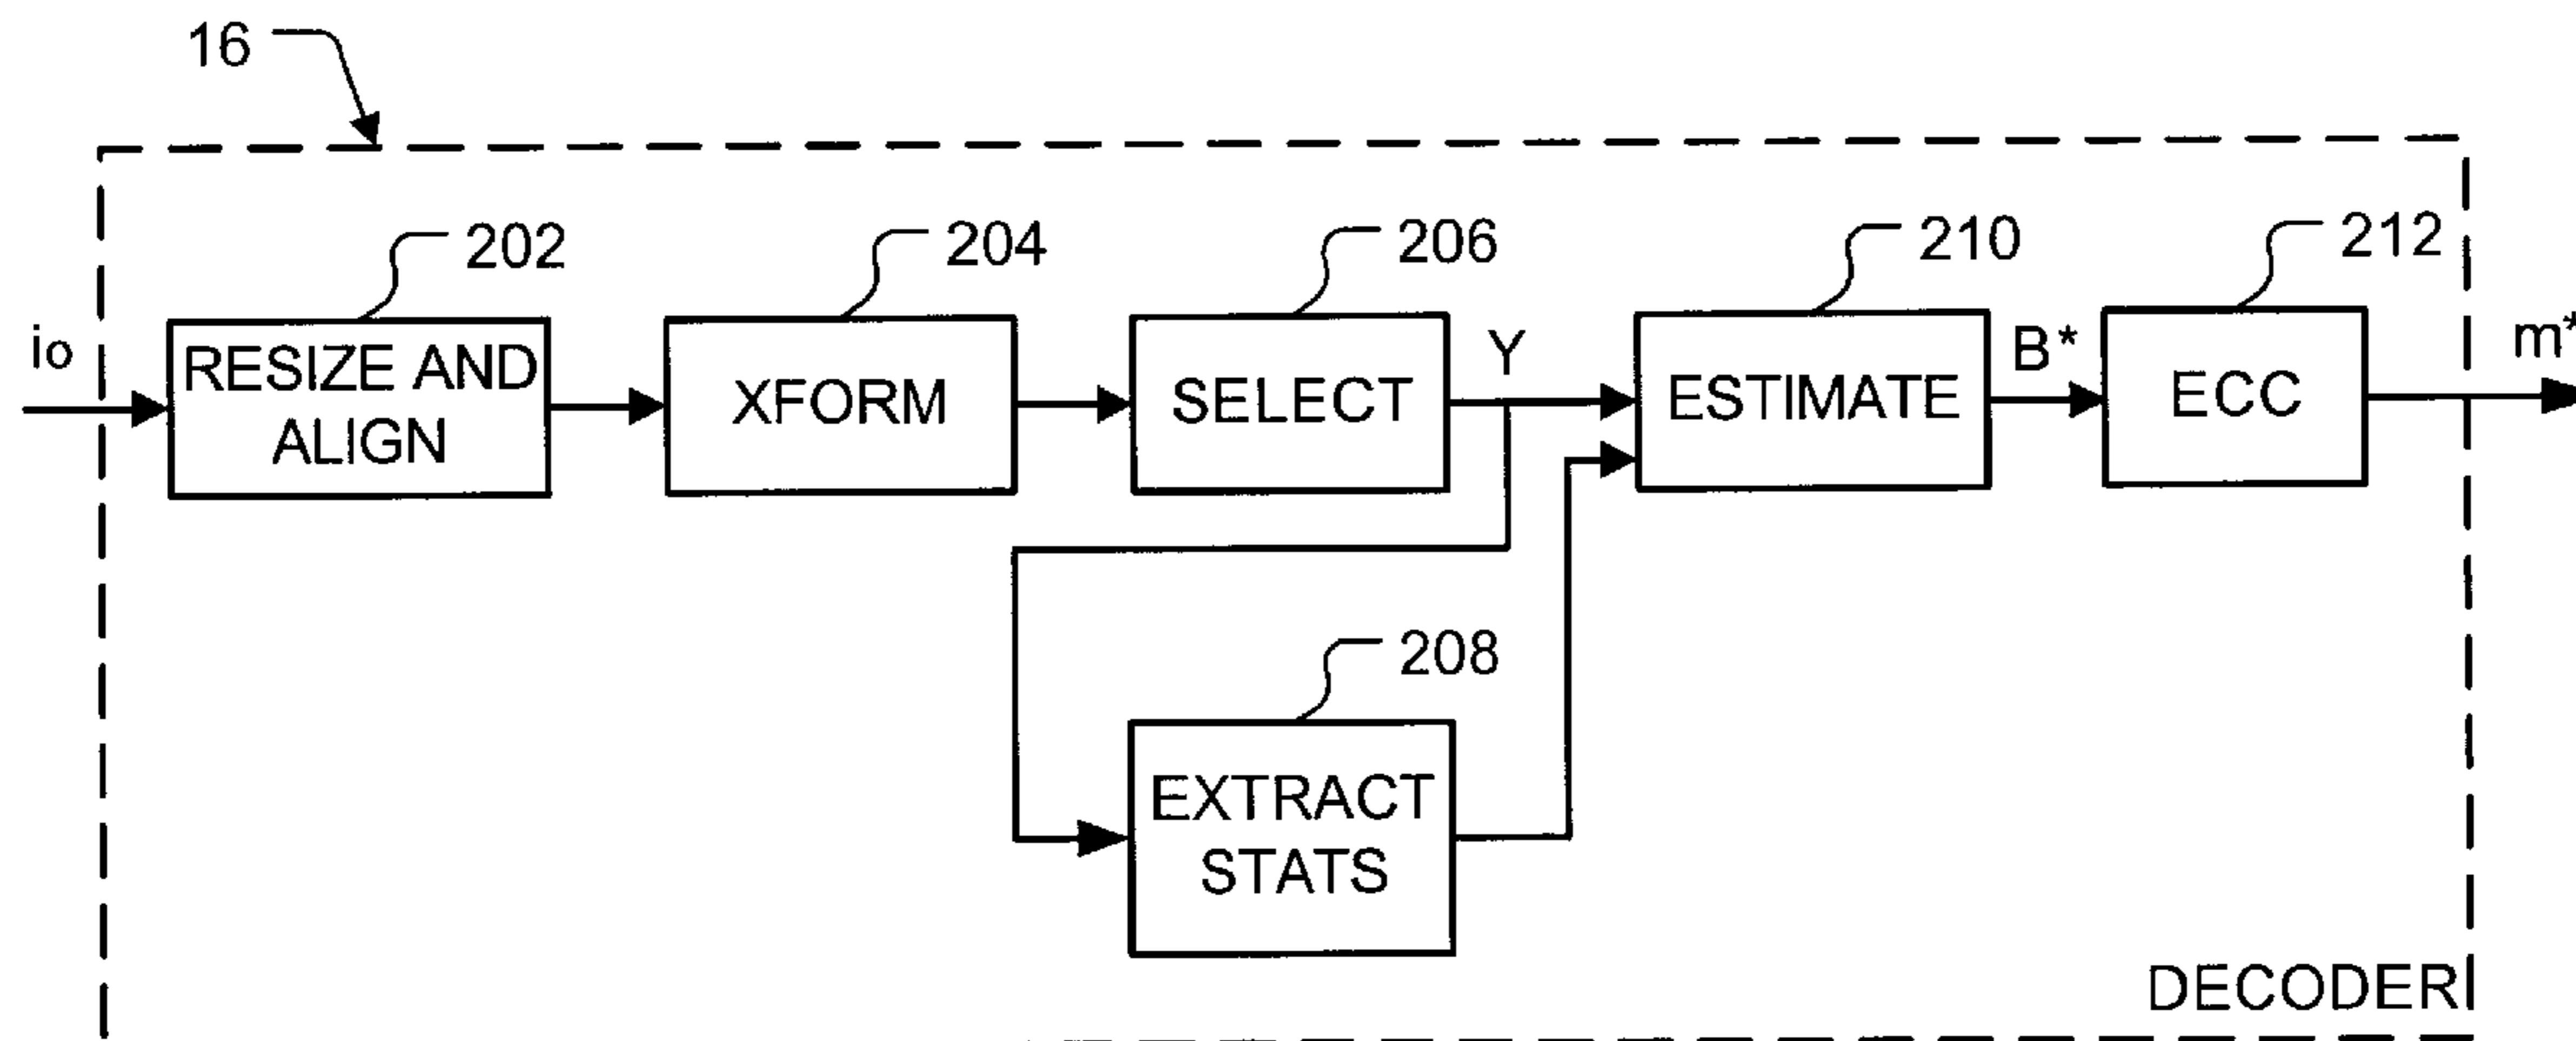 16
202
204
206
210
212
io
RESIZE AND
ALIGN
XFORM
SELECT
Y
ESTIMATE
B*
ECC
m*
208
EXTRACT
STATS
DECODER